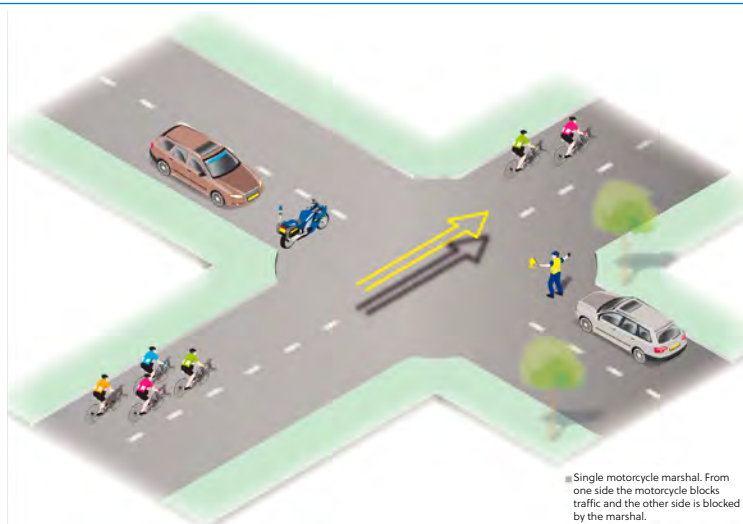 Single motorcycle marshal. From
one side the motorcycle blocks
traffic and the other side is blocked
by the marshal.